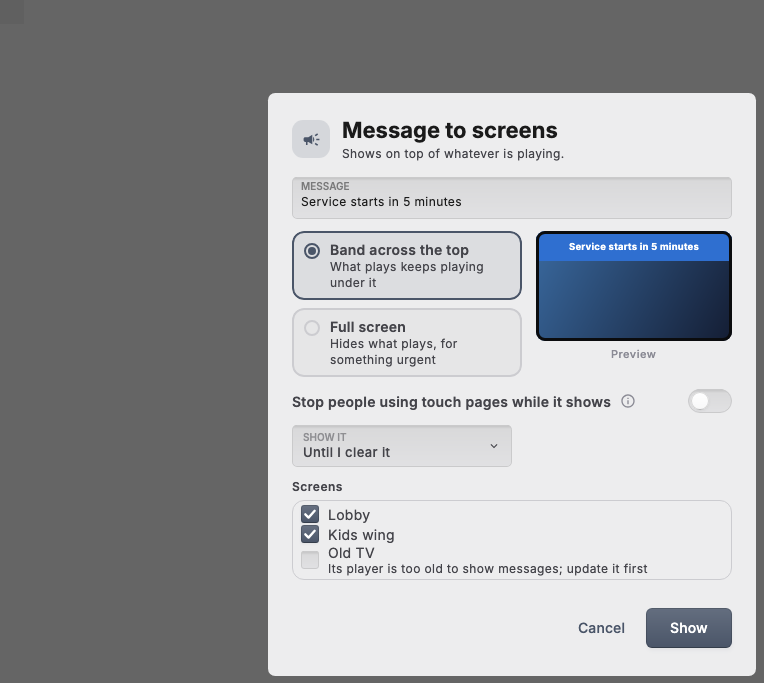 Message to screens
Shows on top of whatever is playing.
MESSAGE
Service starts in 5 minutes
Band across the top
What plays keeps playing
under it
Service starts in 5 minutes
Full screen
Hides what plays, for
something urgent
Preview
Stop people using touch pages while it shows
SHOW IT
Until I clear it
Screens
Lobby
Kids wing
Old TV
Its player is too old to show messages; update it first
Cancel
Show